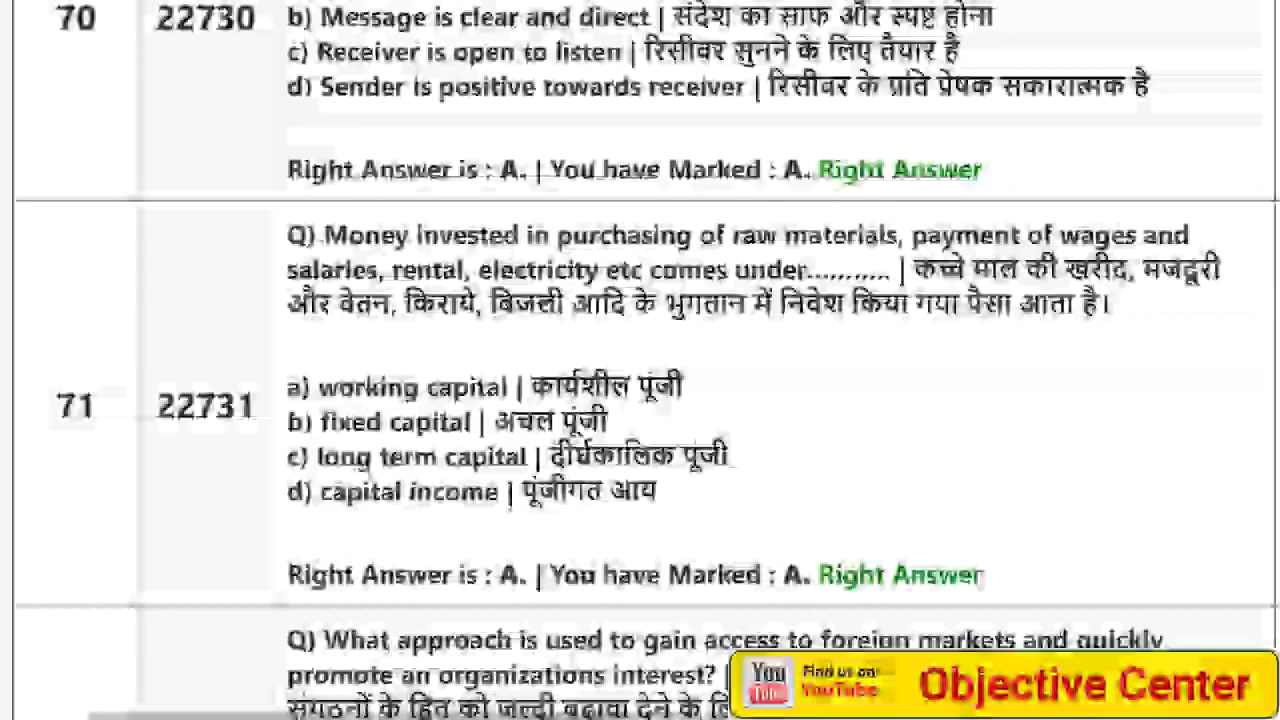 70
22730
b) Message is clear and direct | संदेश का साफ और स्पष्ट होना
c) Receiver is open to listen | रिसीवर सुनने के लिए तैयार है
d) Sender is positive towards receiver | रिसीवर के प्रति प्रेषक सकारात्मक है
Right Answer is : A. | You have Marked : A. Right Answer
71
22731
Q) Money invested in purchasing of raw materials, payment of wages and
salaries, rental, electricity etc comes under........... | कच्चे माल की खरीद, मजदूरी
और वेतन, किराये, बिजली आदि के भुगतान में निवेश किया गया पैसा आता है।
a) working capital | कार्यशील पूंजी
b) fixed capital | अचल पूंजी
c) long term capital | दीर्घकालिक पूंजी
d) capital income | पूंजीगत आय
Right Answer is : A. | You have Marked : A. Right Answer
Q) What approach is used to gain access to foreign markets and quickly
promote an organizations interest? |
संगठनों के हित को जल्दी बढ़ावा देने के
You
Tube
Find us on
YouTube
Objective Center